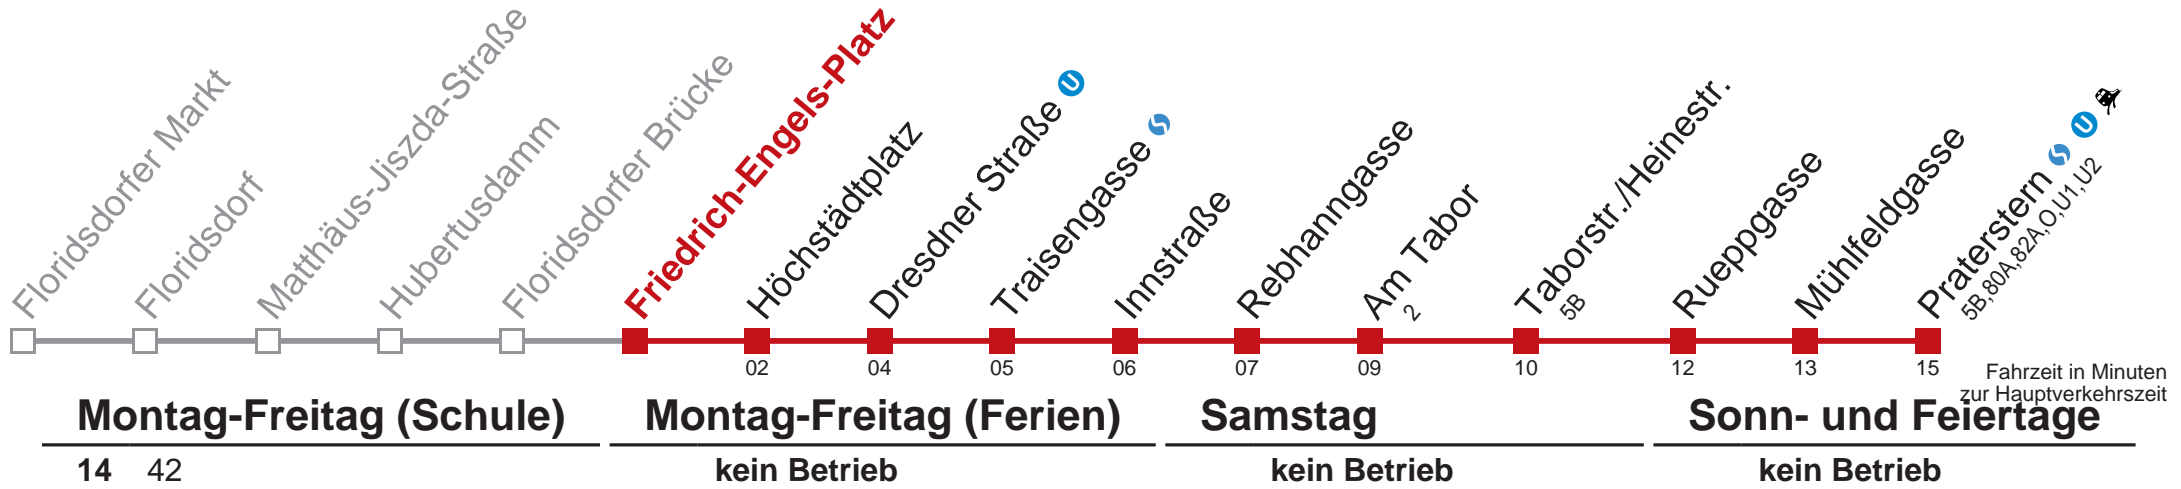 Floridsdorfer Markt
Floridsdorf
Matthäus-Jiszda-Straße
Hubertusdamm
Floridsdorfer Brücke
Friedrich-Engels-Platz
Höchstädtplatz
Dresdner Straße U
Traisengasse S
Innstraße
Rebhanngasse
Am Tabor
2
Taborstr./Heinestr.
5B
Rueppgasse
Mühlfeldgasse
Praterstern S U
5B,80A,82A,O,U1,U2
02 04 05 06 07 09 10 12 13 15
Fahrzeit in Minuten
zur Hauptverkehrszeit
Montag-Freitag (Schule) Montag-Freitag (Ferien) Samstag Sonn- und Feiertage
14 42 kein Betrieb kein Betrieb kein Betrieb